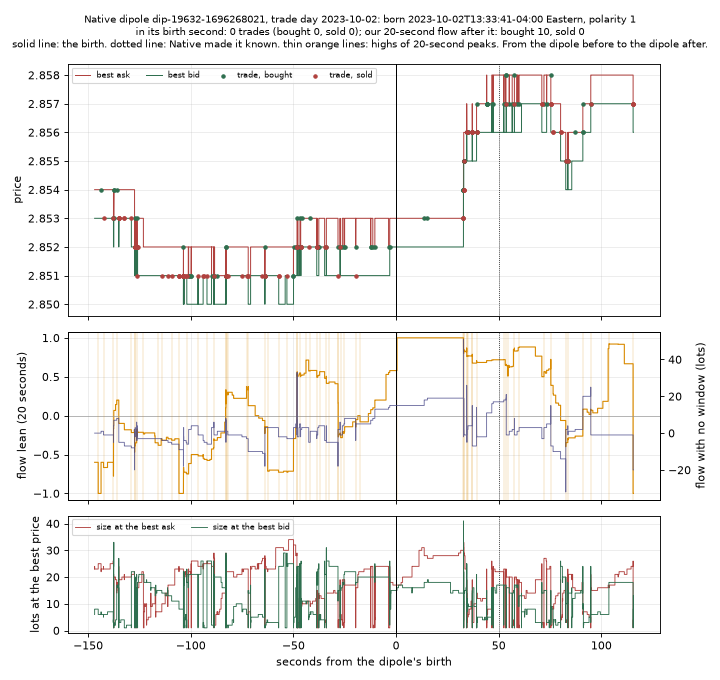 Native dipole dip-19632-1696268021, trade day 2023-10-02: born 2023-10-02T13:33:41-04:00 Eastern, polarity 1
in its birth second: 0 trades (bought 0, sold 0); our 20-second flow after it: bought 10, sold 0
solid line: the birth. dotted line: Native made it known. thin orange lines: highs of 20-second peaks. From the dipole before to the dipole after.
best ask
best bid
trade, bought
trade, sold
2.858
2.857
2.856
2.855
2.854
2.853
2.852
2.851
2.850
price
1.0
0.5
0.0
−0.5
−1.0
flow lean (20 seconds)
40
20
0
−20
flow with no window (lots)
size at the best ask
size at the best bid
40
30
20
10
0
lots at the best price
−150
−100
−50
0
50
100
seconds from the dipole's birth